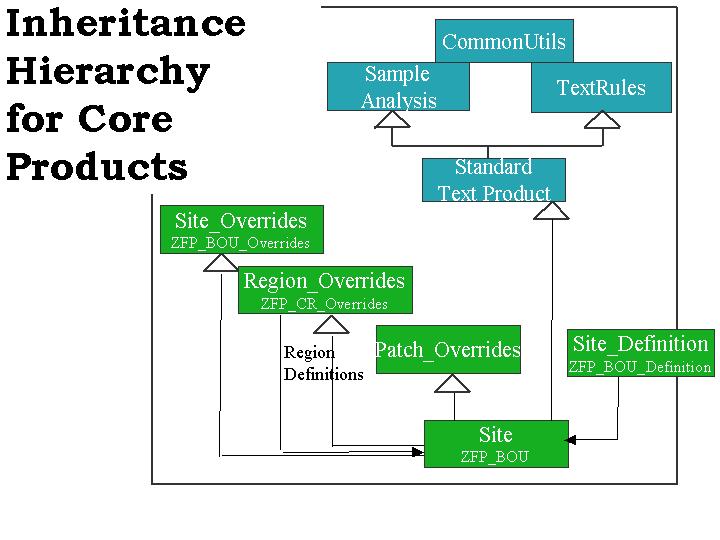 Inheritance
Hierarchy
for Core
Products
CommonUtils
Sample
Analysis
TextRules
Standard
Text Product
Site_Overrides
ZFP_BOU_Overrides
Region_Overrides
ZFP_CR_Overrides
Region
Definitions
Patch_Overrides
Site_Definition
ZFP_BOU_Definition
Site
ZFP_BOU